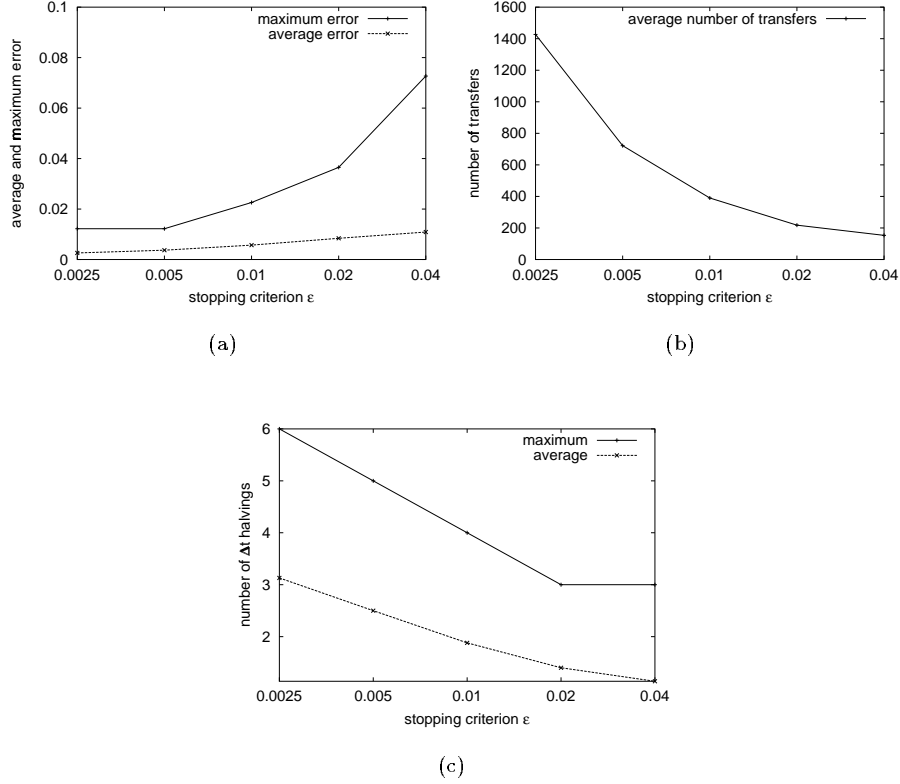 0.1
0.08
0.06
0.04
0.02
0
0.0025 0.005 0.01 0.02 0.04
average and maximum error
stopping criterion ε
maximum error
average error
(a)
1600
1400
1200
1000
800
600
400
200
0
0.0025 0.005 0.01 0.02 0.04
number of transfers
stopping criterion ε
average number of transfers
(b)
6
5
4
3
2
0.0025 0.005 0.01 0.02 0.04
number of Δt halvings
stopping criterion ε
maximum
average
(c)